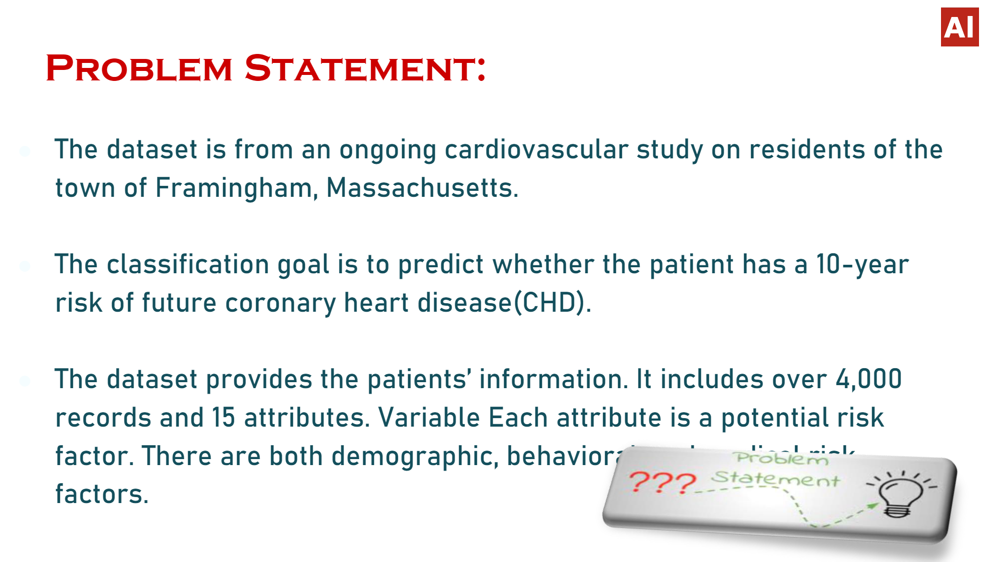 AI
PROBLEM STATEMENT:
The dataset is from an ongoing cardiovascular study on residents of the
town of Framingham, Massachusetts.
The classification goal is to predict whether the patient has a 10-year
risk of future coronary heart disease(CHD).
The dataset provides the patients’ information. It includes over 4,000
records and 15 attributes. Variable Each attribute is a potential risk
factor. There are both demographic, risk
factors.
Problem
??? Statement